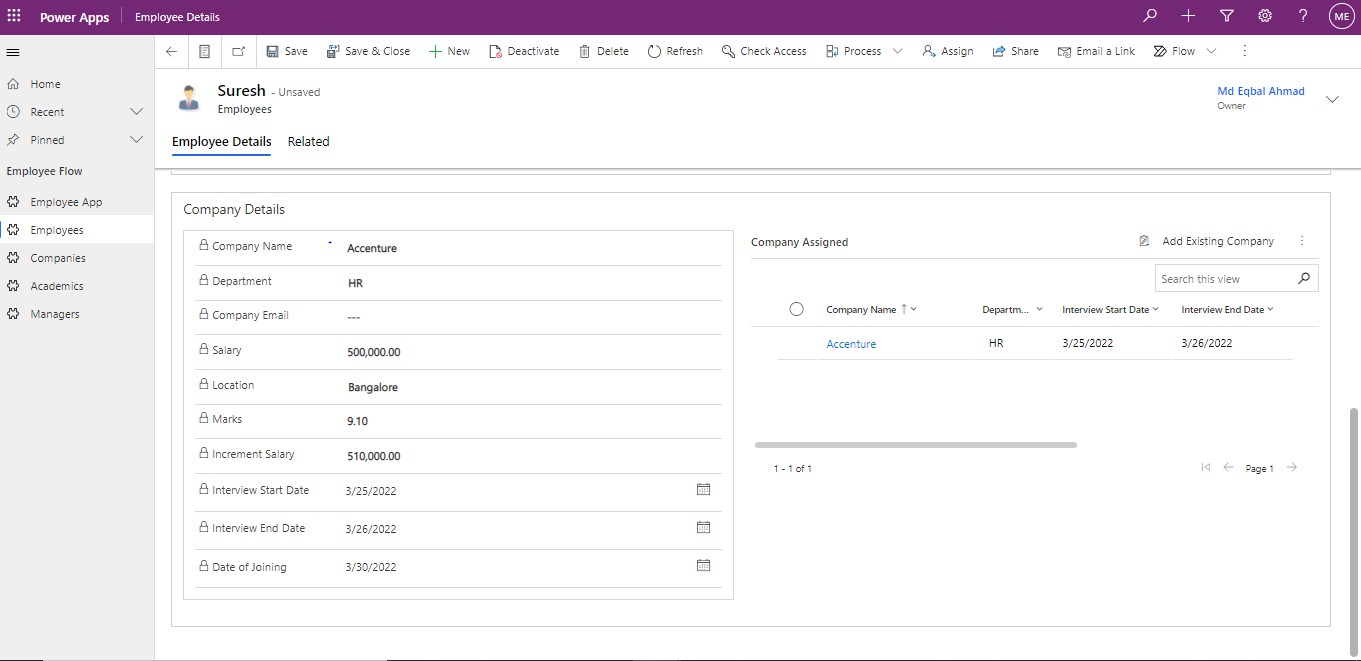 Power Apps Employee Details ? ME
Save Save & Close New Deactivate Delete Refresh Check Access Process Assign Share Email a Link Flow
Home
Recent
Pinned
Employee Flow
Employee App
Employees
Companies
Academics
Managers
Suresh - Unsaved
Employees
Md Eqbal Ahmad
Owner
Employee Details Related
Company Details
Company Name Accenture
Department HR
Company Email ---
Salary 500,000.00
Location Bangalore
Marks 9.10
Increment Salary 510,000.00
Interview Start Date 3/25/2022
Interview End Date 3/26/2022
Date of Joining 3/30/2022
Company Assigned Add Existing Company
Search this view
Company Name ↑ Departm... Interview Start Date Interview End Date
Accenture HR 3/25/2022 3/26/2022
1 - 1 of 1 Page 1